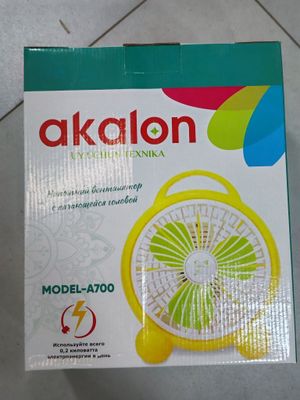 akalon
UY UCHUN TEXNIKA
Напольный вентилятор
с вращающейся головой
MODEL-A700
Используйте всего
0,2 киловатта
электроэнергии в день